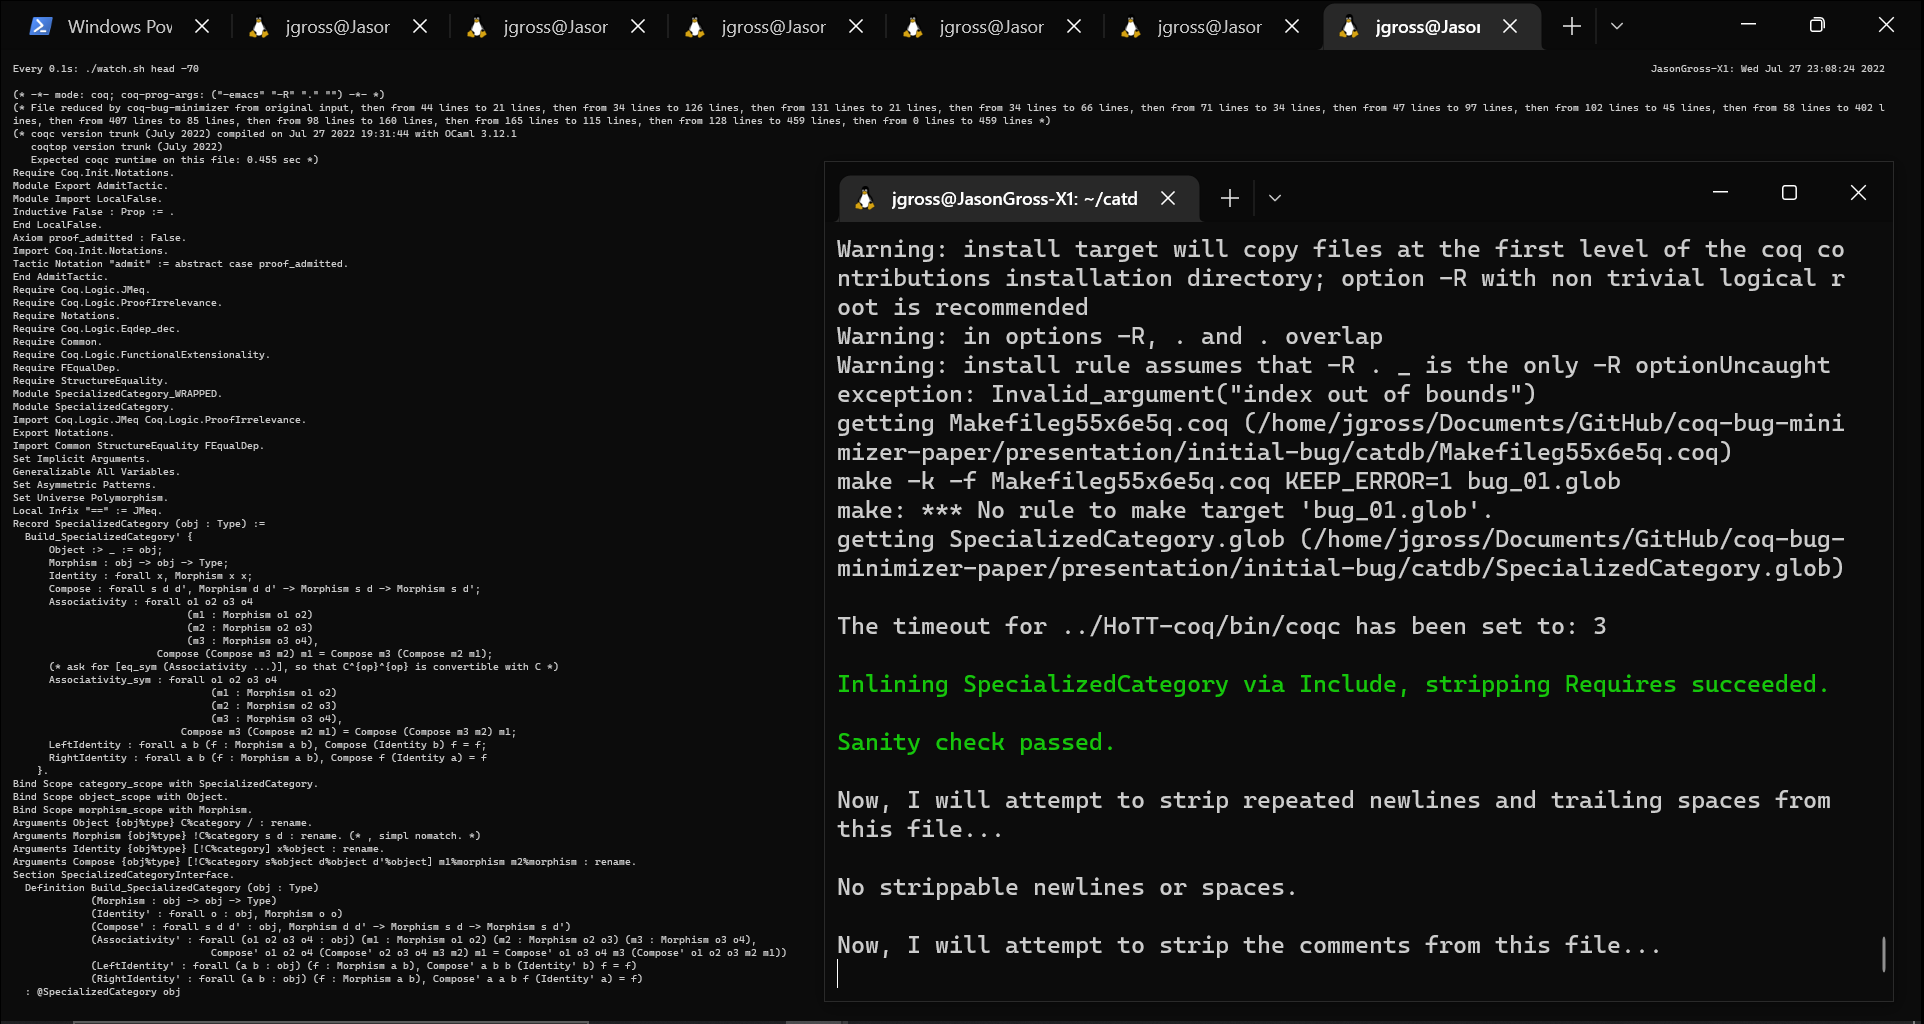 Windows Pov
jgross@Jasor
jgross@Jasor
jgross@Jasor
jgross@Jasor
jgross@Jasor
jgross@Jasor
Every 0.1s: ./watch.sh head -70
JasonGross-X1: Wed Jul 27 23:08:24 2022
(* -*- mode: coq; coq-prog-args: ("-emacs" "-R" "." "") -*- *)
(* File reduced by coq-bug-minimizer from original input, then from 44 lines to 21 lines, then from 34 lines to 126 lines, then from 131 lines to 21 lines, then from 34 lines to 66 lines, then from 71 lines to 34 lines, then from 47 lines to 97 lines, then from 102 lines to 45 lines, then from 58 lines to 402 l
ines, then from 407 lines to 85 lines, then from 98 lines to 160 lines, then from 165 lines to 115 lines, then from 128 lines to 459 lines, then from 0 lines to 459 lines *)
(* coqc version trunk (July 2022) compiled on Jul 27 2022 19:31:44 with OCaml 3.12.1
   coqtop version trunk (July 2022)
   Expected coqc runtime on this file: 0.455 sec *)
Require Coq.Init.Notations.
Module Export AdmitTactic.
Module Import LocalFalse.
Inductive False : Prop := .
End LocalFalse.
Axiom proof_admitted : False.
Import Coq.Init.Notations.
Tactic Notation "admit" := abstract case proof_admitted.
End AdmitTactic.
Require Coq.Logic.JMeq.
Require Coq.Logic.ProofIrrelevance.
Require Notations.
Require Coq.Logic.Eqdep_dec.
Require Common.
Require Coq.Logic.FunctionalExtensionality.
Require FEqualDep.
Require StructureEquality.
Module SpecializedCategory_WRAPPED.
Module SpecializedCategory.
Import Coq.Logic.JMeq Coq.Logic.ProofIrrelevance.
Export Notations.
Import Common StructureEquality FEqualDep.
Set Implicit Arguments.
Generalizable All Variables.
Set Asymmetric Patterns.
Set Universe Polymorphism.
Local Infix "==" := JMeq.
Record SpecializedCategory (obj : Type) :=
  Build_SpecializedCategory' {
      Object :> _ := obj;
      Morphism : obj -> obj -> Type;
      Identity : forall x, Morphism x x;
      Compose : forall s d d', Morphism d d' -> Morphism s d -> Morphism s d';
      Associativity : forall o1 o2 o3 o4
                             (m1 : Morphism o1 o2)
                             (m2 : Morphism o2 o3)
                             (m3 : Morphism o3 o4),
                        Compose (Compose m3 m2) m1 = Compose m3 (Compose m2 m1);
      (* ask for [eq_sym (Associativity ...)], so that C^{op}^{op} is convertible with C *)
      Associativity_sym : forall o1 o2 o3 o4
                                 (m1 : Morphism o1 o2)
                                 (m2 : Morphism o2 o3)
                                 (m3 : Morphism o3 o4),
                            Compose m3 (Compose m2 m1) = Compose (Compose m3 m2) m1;
      LeftIdentity : forall a b (f : Morphism a b), Compose (Identity b) f = f;
      RightIdentity : forall a b (f : Morphism a b), Compose f (Identity a) = f
    }.
Bind Scope category_scope with SpecializedCategory.
Bind Scope object_scope with Object.
Bind Scope morphism_scope with Morphism.
Arguments Object {obj%type} C%category / : rename.
Arguments Morphism {obj%type} !C%category s d : rename. (* , simpl nomatch. *)
Arguments Identity {obj%type} [!C%category] x%object : rename.
Arguments Compose {obj%type} [!C%category s%object d%object d'%object] m1%morphism m2%morphism : rename.
Section SpecializedCategoryInterface.
  Definition Build_SpecializedCategory (obj : Type)
             (Morphism : obj -> obj -> Type)
             (Identity' : forall o : obj, Morphism o o)
             (Compose' : forall s d d' : obj, Morphism d d' -> Morphism s d -> Morphism s d')
             (Associativity' : forall (o1 o2 o3 o4 : obj) (m1 : Morphism o1 o2) (m2 : Morphism o2 o3) (m3 : Morphism o3 o4),
                                 Compose' o1 o2 o4 (Compose' o2 o3 o4 m3 m2) m1 = Compose' o1 o3 o4 m3 (Compose' o1 o2 o3 m2 m1))
             (LeftIdentity' : forall (a b : obj) (f : Morphism a b), Compose' a b b (Identity' b) f = f)
             (RightIdentity' : forall (a b : obj) (f : Morphism a b), Compose' a a b f (Identity' a) = f)
  : @SpecializedCategory obj
jgross@JasonGross-X1: ~/catd
Warning: install target will copy files at the first level of the coq co
ntributions installation directory; option -R with non trivial logical r
oot is recommended
Warning: in options -R, . and . overlap
Warning: install rule assumes that -R . _ is the only -R optionUncaught
exception: Invalid_argument("index out of bounds")
getting Makefileg55x6e5q.coq (/home/jgross/Documents/GitHub/coq-bug-mini
mizer-paper/presentation/initial-bug/catdb/Makefileg55x6e5q.coq)
make -k -f Makefileg55x6e5q.coq KEEP_ERROR=1 bug_01.glob
make: *** No rule to make target 'bug_01.glob'.
getting SpecializedCategory.glob (/home/jgross/Documents/GitHub/coq-bug-
minimizer-paper/presentation/initial-bug/catdb/SpecializedCategory.glob)
The timeout for ../HoTT-coq/bin/coqc has been set to: 3
Inlining SpecializedCategory via Include, stripping Requires succeeded.
Sanity check passed.
Now, I will attempt to strip repeated newlines and trailing spaces from
this file...
No strippable newlines or spaces.
Now, I will attempt to strip the comments from this file...